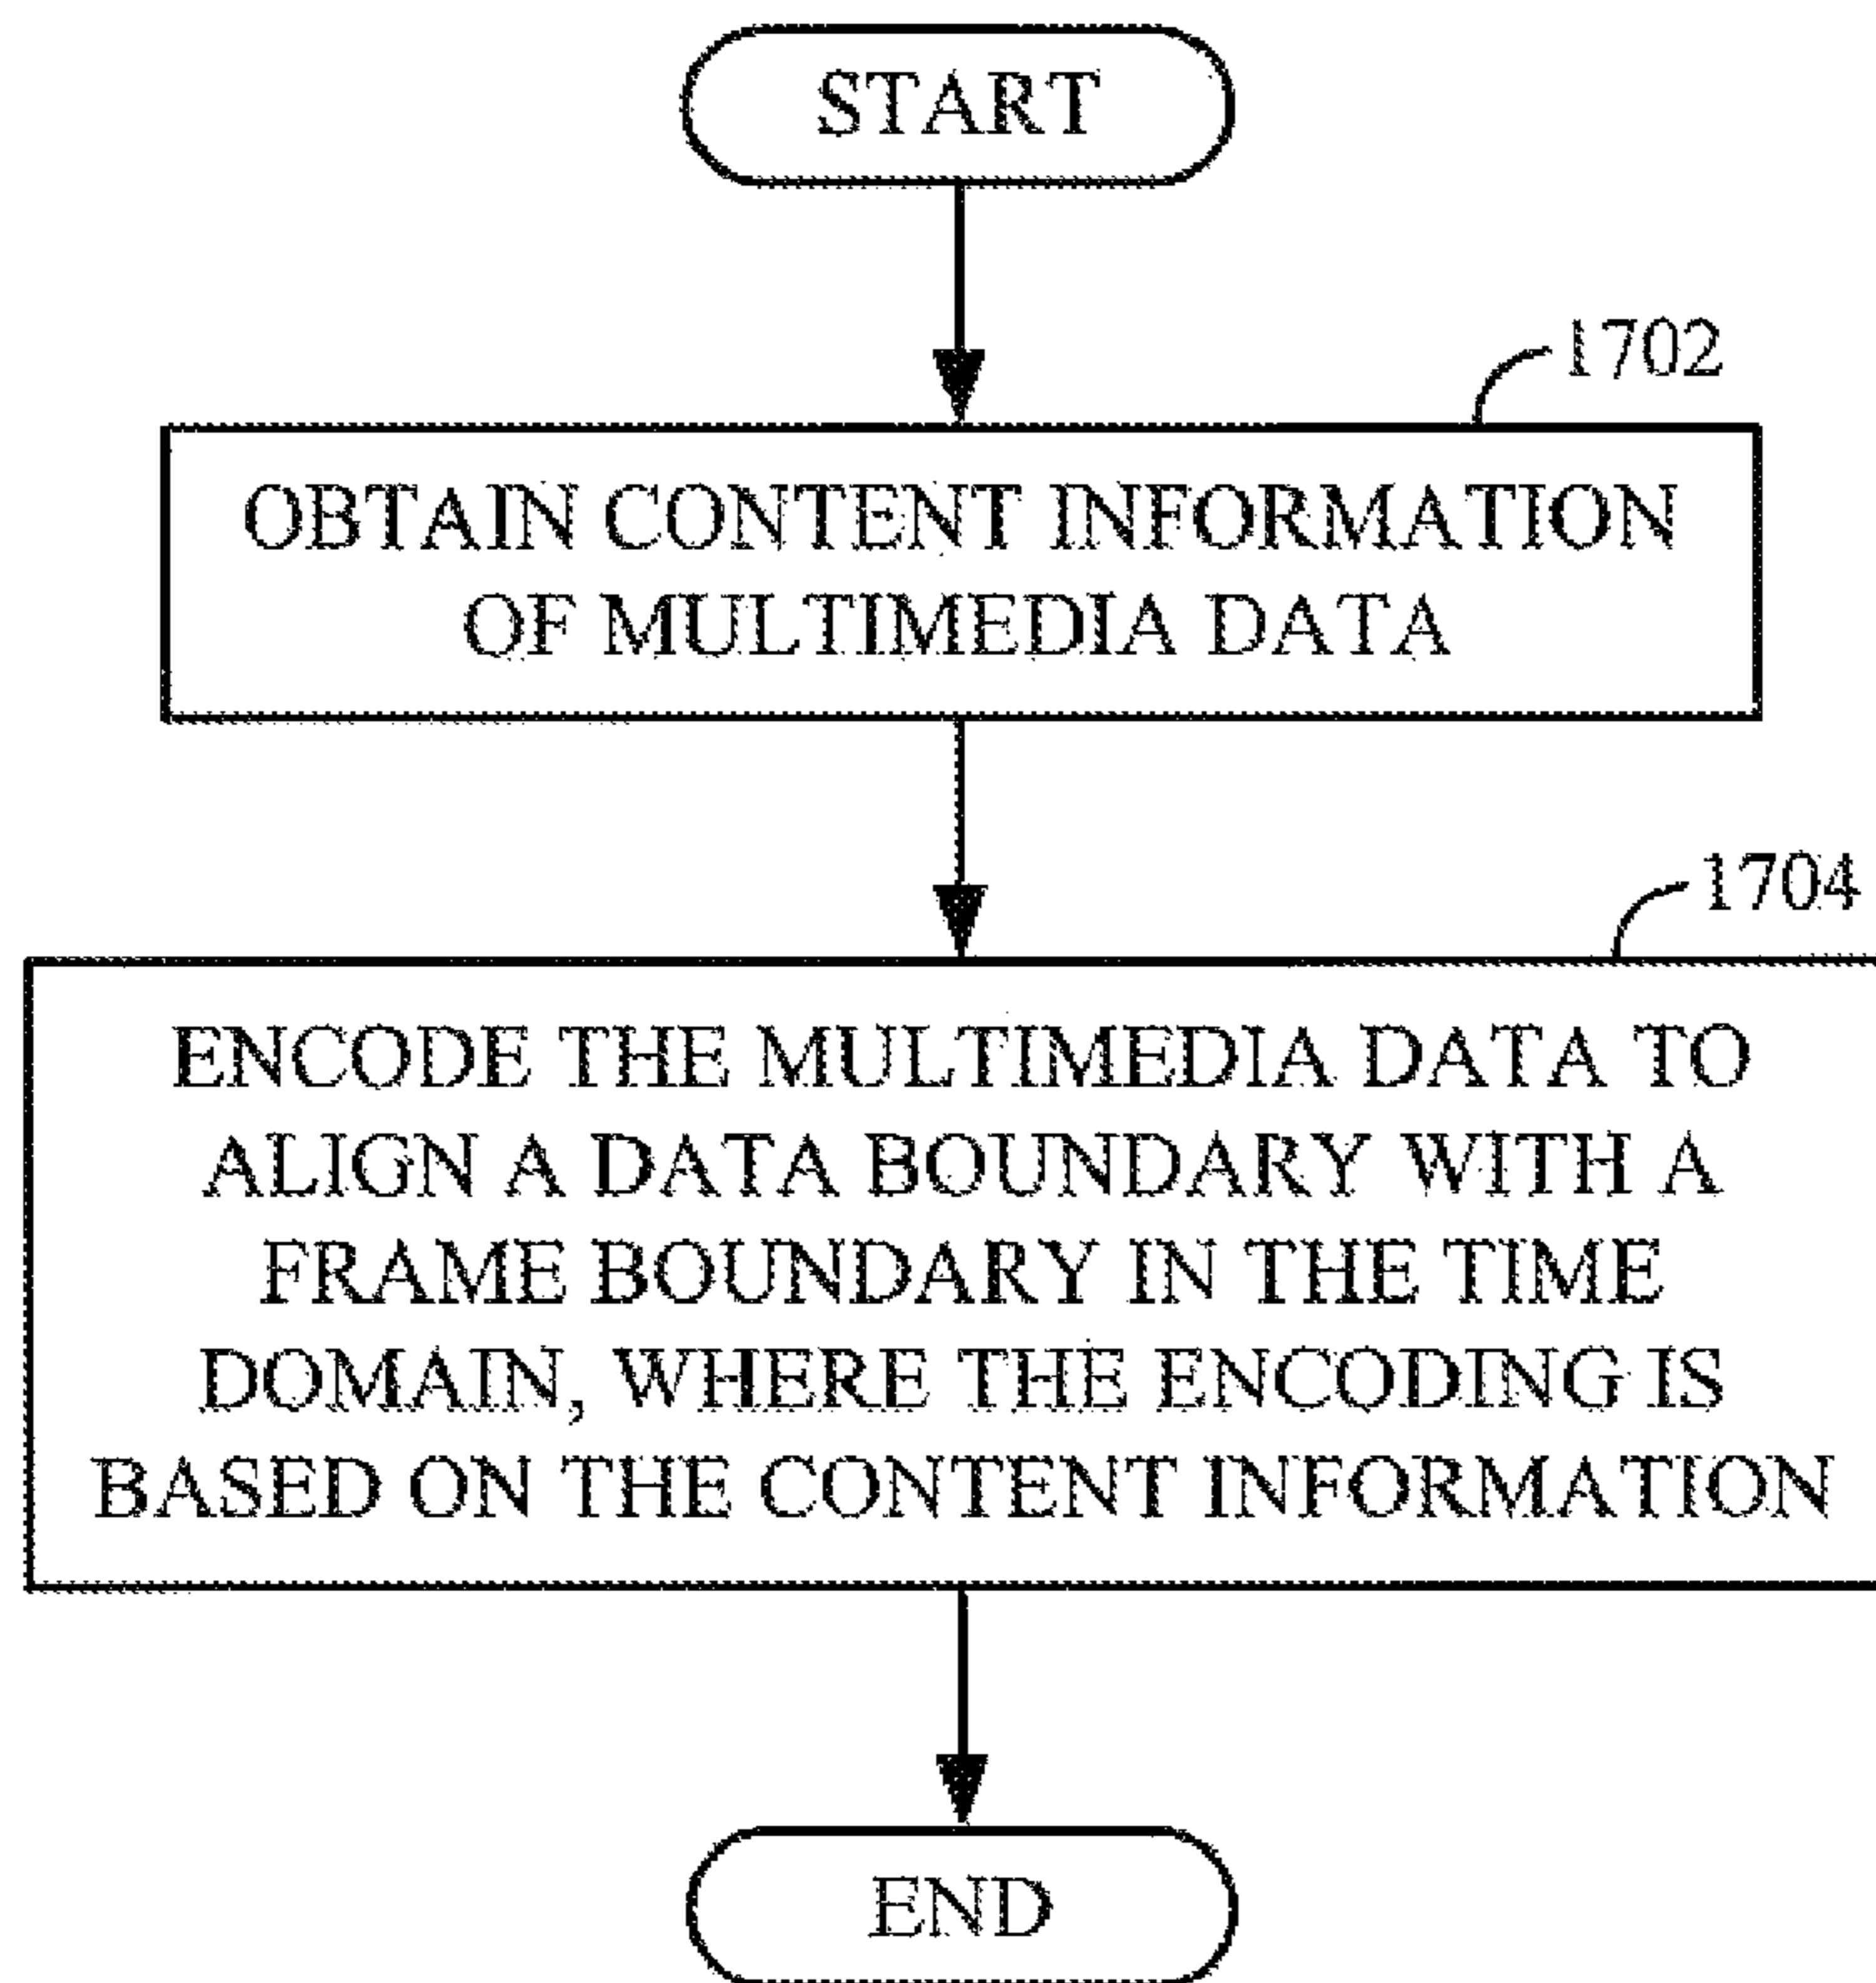 START
1702
OBTAIN CONTENT INFORMATION
OF MULTIMEDIA DATA
1704
ENCODE THE MULTIMEDIA DATA TO
ALIGN A DATA BOUNDARY WITH A
FRAME BOUNDARY IN THE TIME
DOMAIN, WHERE THE ENCODING IS
BASED ON THE CONTENT INFORMATION
END